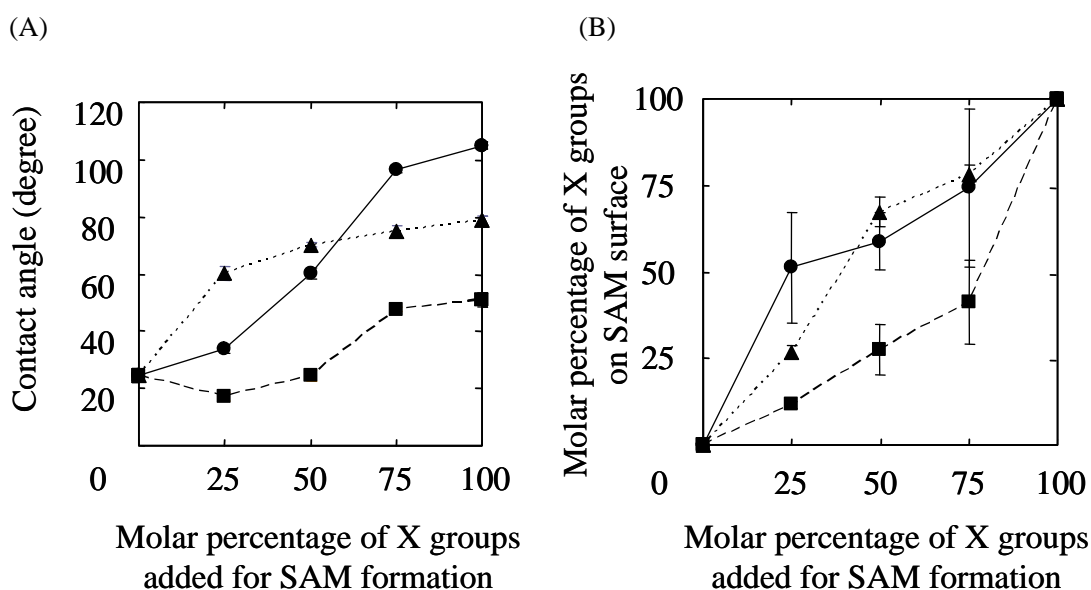 (A)
Contact angle (degree)
120
100
80
60
40
20
0
25
50
75
100
Molar percentage of X groups
added for SAM formation
(B)
Molar percentage of X groups
on SAM surface
100
75
50
25
0
25
50
75
100
Molar percentage of X groups
added for SAM formation